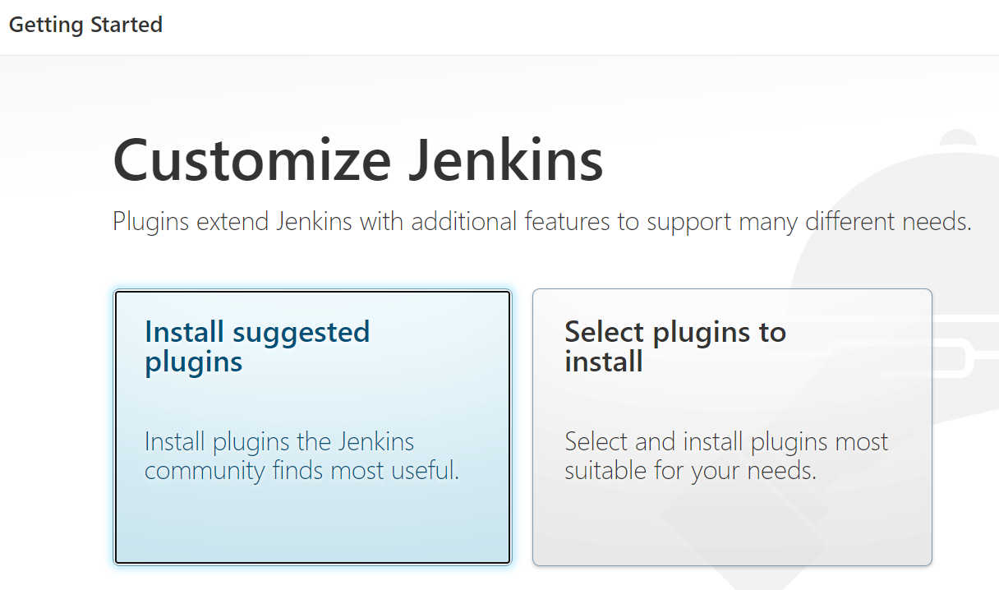 Getting Started
Customize Jenkins
Plugins extend Jenkins with additional features to support many different needs.
Install suggested
plugins
Install plugins the Jenkins
community finds most useful.
Select plugins to
install
Select and install plugins most
suitable for your needs.